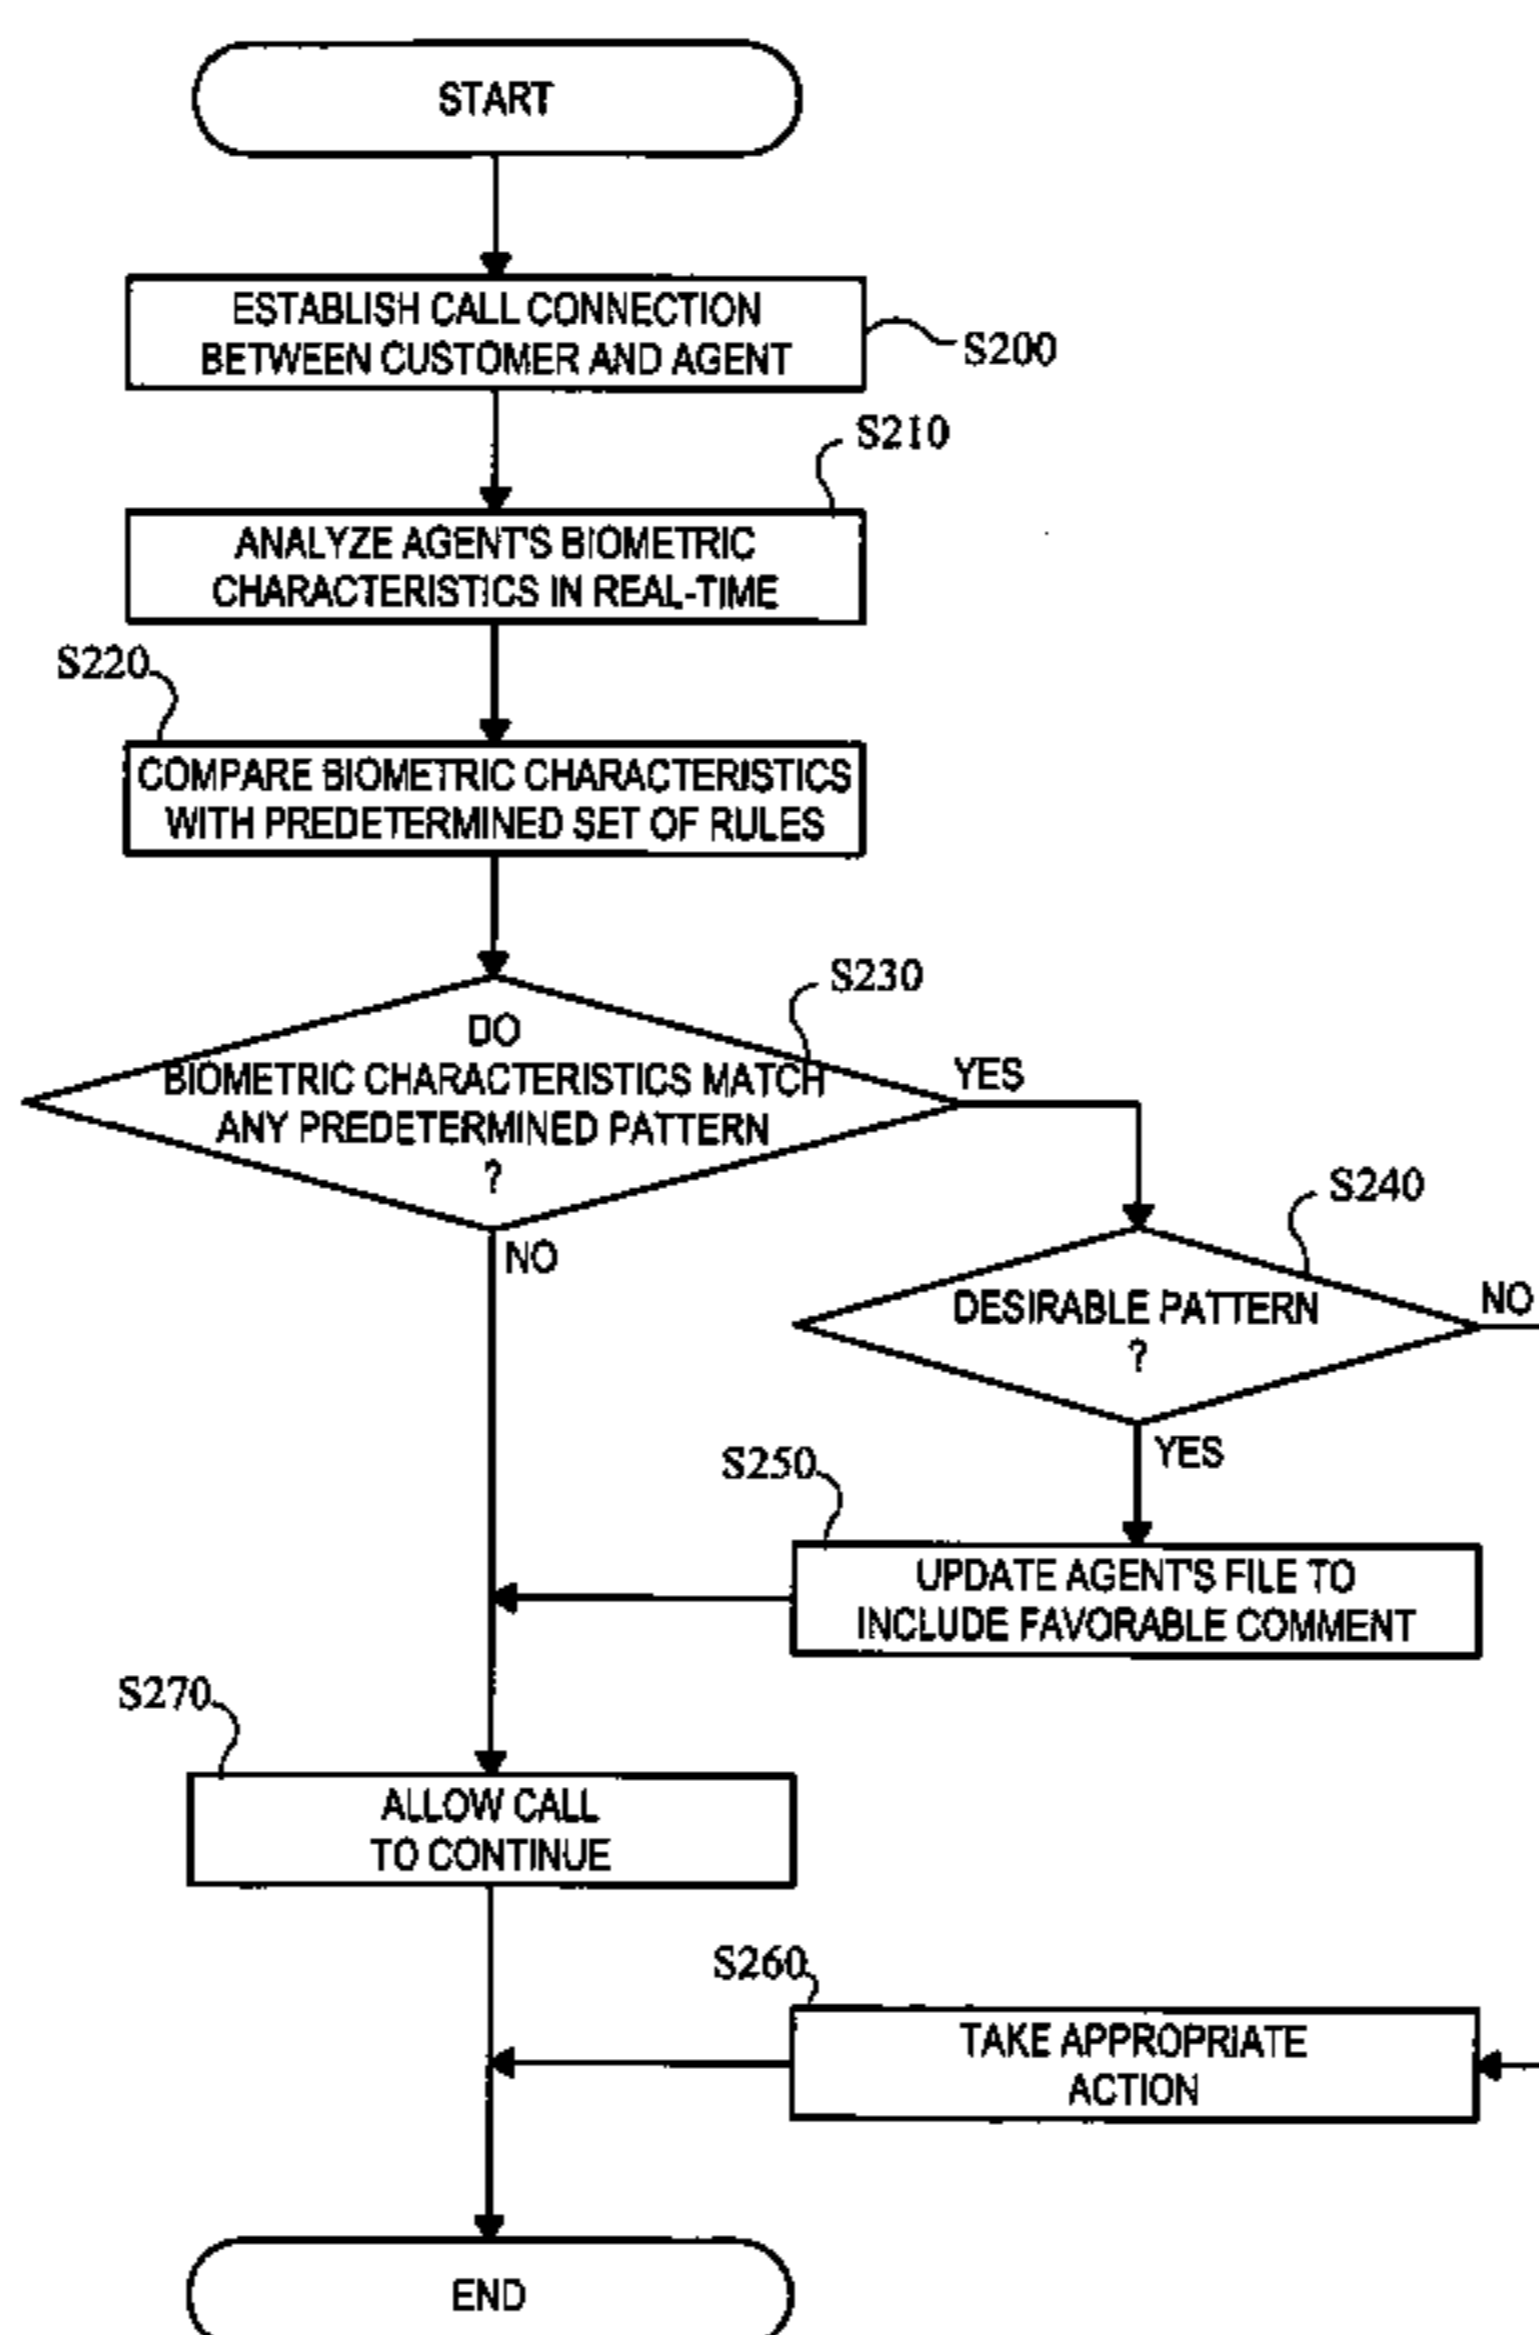 START
ESTABLISH CALL CONNECTION
BETWEEN CUSTOMER AND AGENT
S200
S210
ANALYZE AGENT'S BIOMETRIC
CHARACTERISTICS IN REAL-TIME
S220
COMPARE BIOMETRIC CHARACTERISTICS
WITH PREDETERMINED SET OF RULES
S230
DO
BIOMETRIC CHARACTERISTICS MATCH
ANY PREDETERMINED PATTERN
?
YES
NO
S240
DESIRABLE PATTERN
?
NO
YES
S250
UPDATE AGENT'S FILE TO
INCLUDE FAVORABLE COMMENT
S270
ALLOW CALL
TO CONTINUE
S260
TAKE APPROPRIATE
ACTION
END